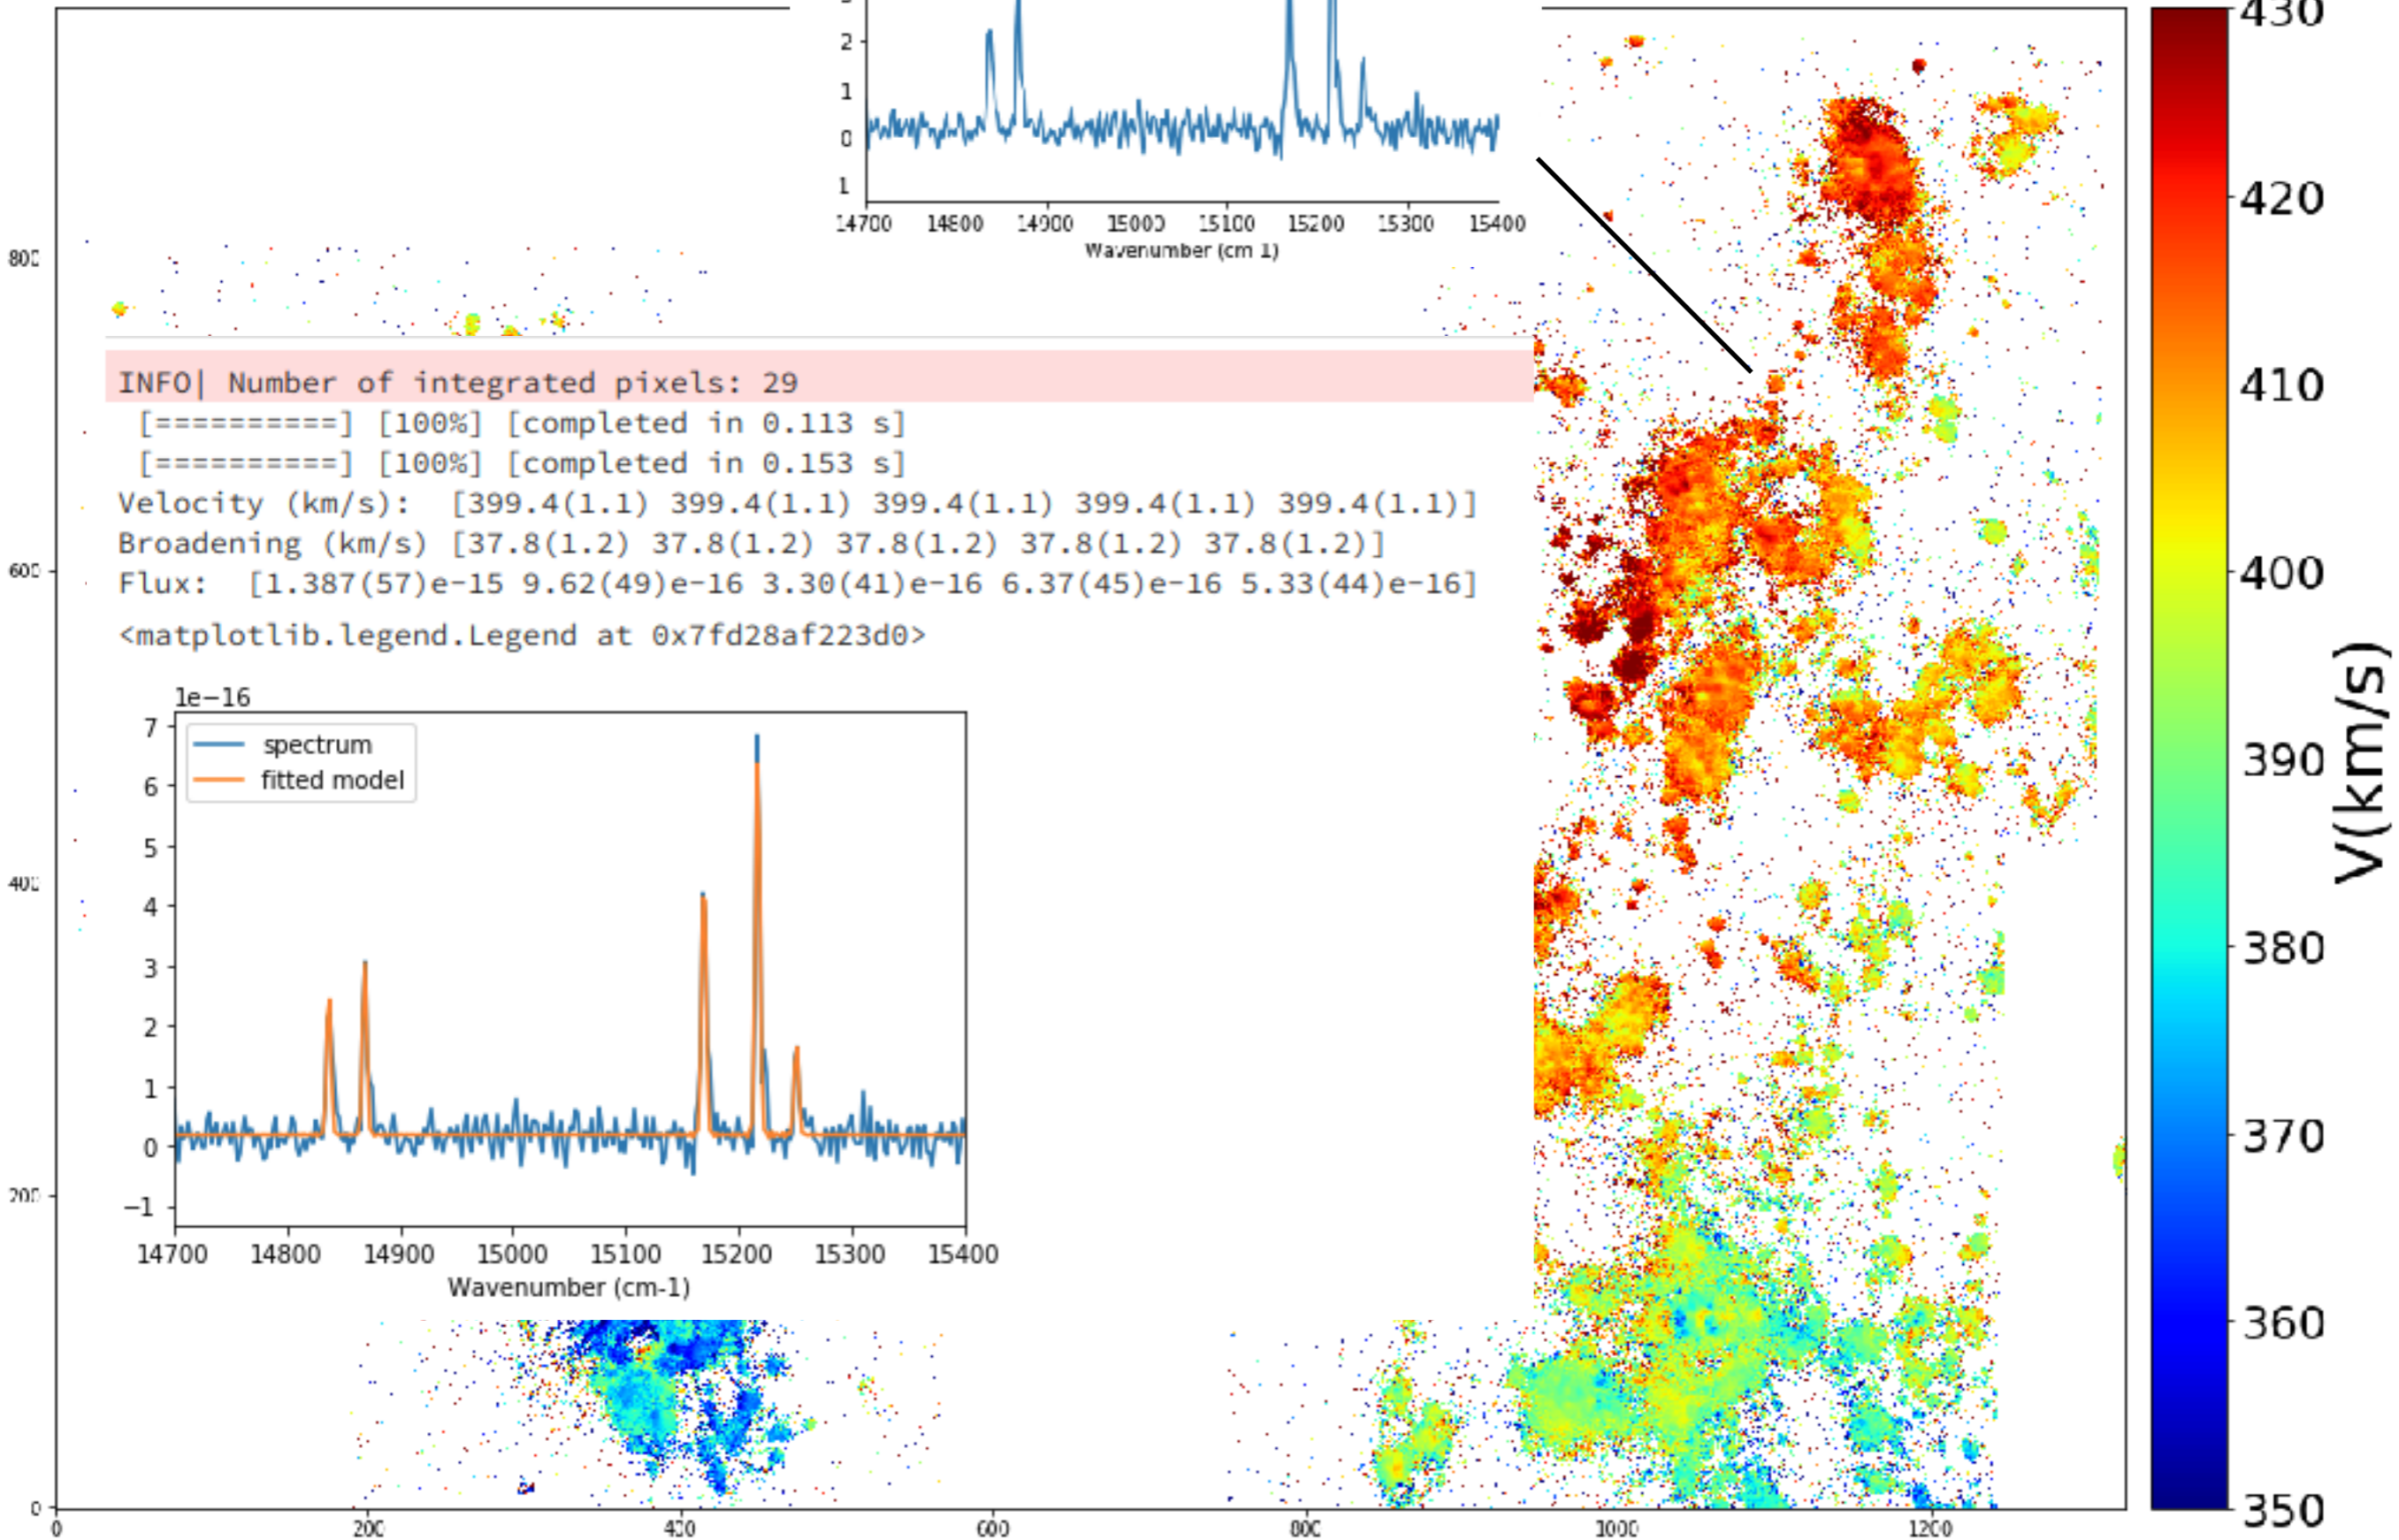 2
1
0
1
14700 14800 14900 15000 15100 15200 15300 15400
Wavenumber (cm 1)
430
420
410
400
390
380
370
360
350
V(km/s)
800
600
400
200
0
INFO| Number of integrated pixels: 29
[==========] [100%] [completed in 0.113 s]
[==========] [100%] [completed in 0.153 s]
Velocity (km/s): [399.4(1.1) 399.4(1.1) 399.4(1.1) 399.4(1.1) 399.4(1.1)]
Broadening (km/s) [37.8(1.2) 37.8(1.2) 37.8(1.2) 37.8(1.2) 37.8(1.2)]
Flux: [1.387(57)e-15 9.62(49)e-16 3.30(41)e-16 6.37(45)e-16 5.33(44)e-16]
<matplotlib.legend.Legend at 0x7fd28af223d0>
1e−16
7
6
5
4
3
2
1
0
−1
spectrum
fitted model
14700 14800 14900 15000 15100 15200 15300 15400
Wavenumber (cm-1)
0 200 400 600 800 1000 1200